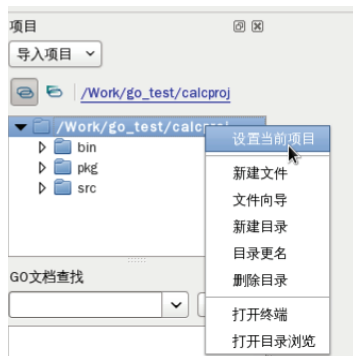 项目
导入项目
/Work/go_test/calcproj
/Work/go_test/calcproj
设置当前项目
bin
新建文件
pkg
文件向导
src
新建目录
目录更名
GO文档查找
删除目录
打开终端
打开目录浏览